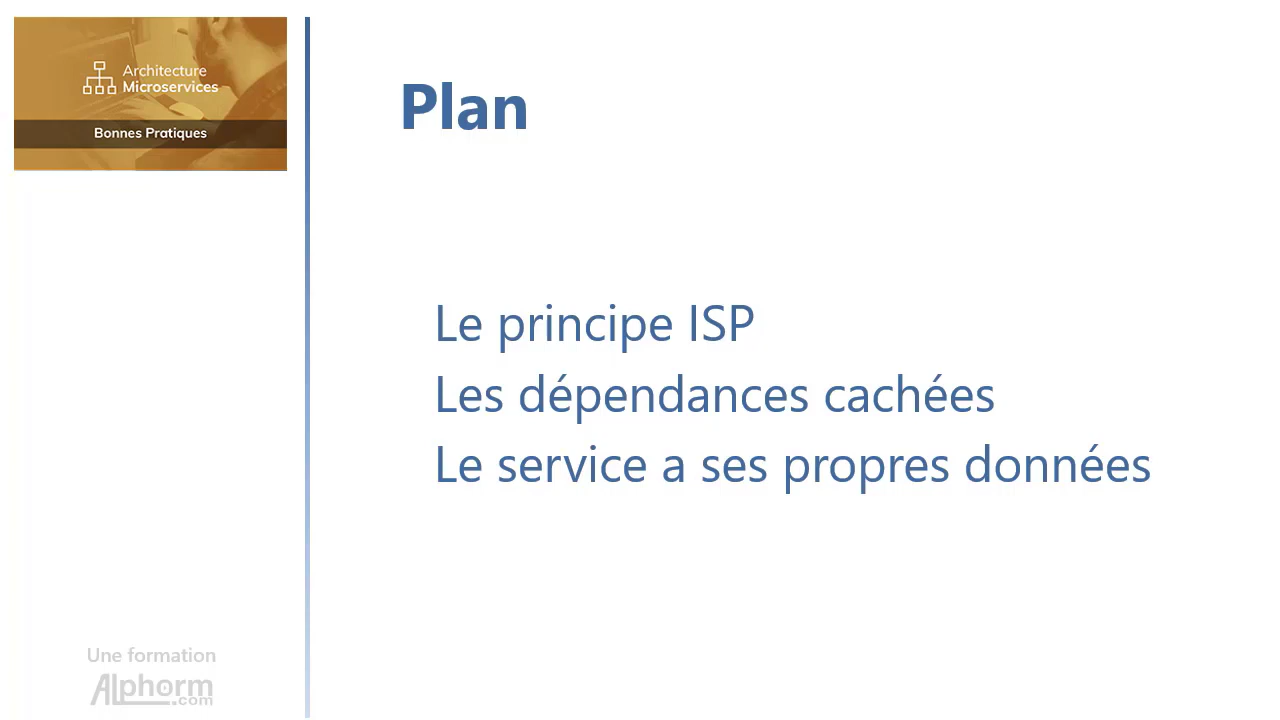 Architecture
Microservices
Bonnes Pratiques
Plan
Le principe ISP
Les dépendances cachées
Le service a ses propres données
Une formation
Alphorm
.com